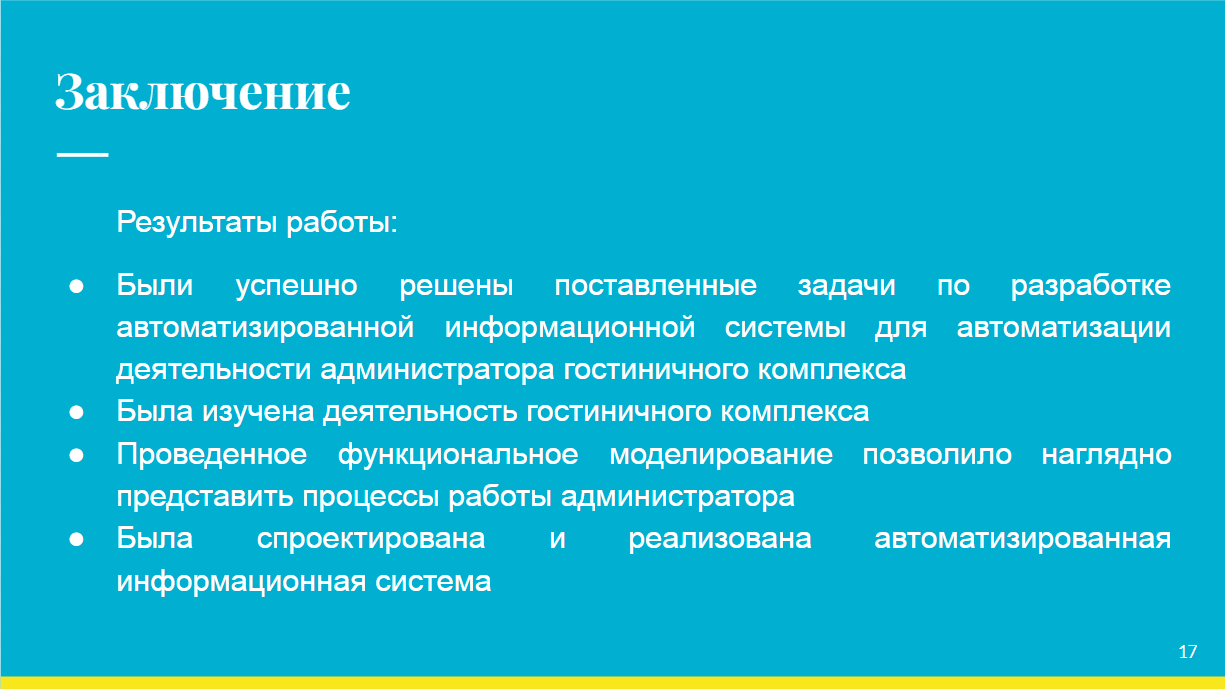 Заключение
Результаты работы:
● Были успешно решены поставленные задачи по разработке
автоматизированной информационной системы для автоматизации
деятельности администратора гостиничного комплекса
● Была изучена деятельность гостиничного комплекса
● Проведенное функциональное моделирование позволило наглядно
представить процессы работы администратора
● Была спроектирована и реализована автоматизированная
информационная система
17